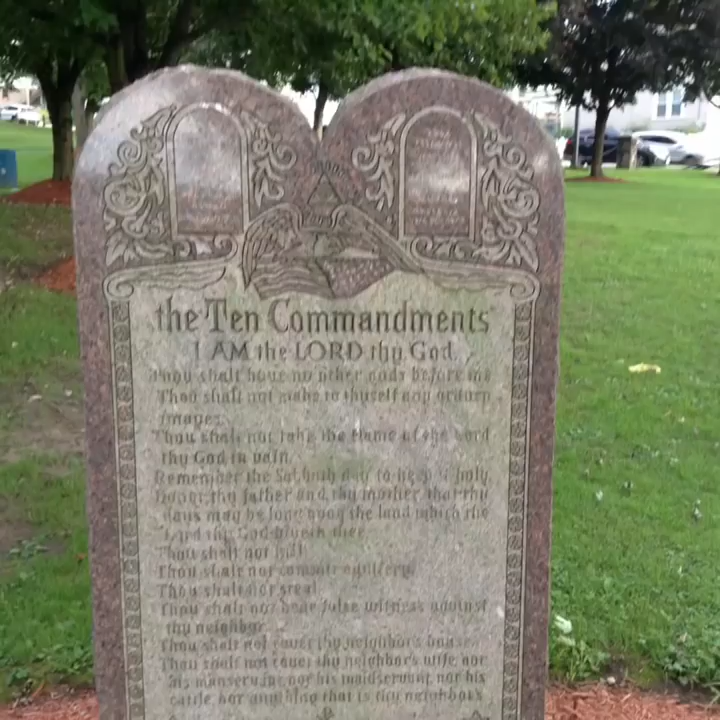 the Ten Commandments
I AM the LORD thy God.
Thou shalt have no other gods before me
Thou shalt not make to thyself any graven
images.
Thou shalt not take the Name of the Lord
thy God in vain.
Remember the Sabbath day to keep it holy.
Honor thy father and thy mother that thy
days may be long upon the land which the
Lord thy God giveth thee.
Thou shalt not kill.
Thou shalt not commit adultery.
Thou shalt not steal.
Thou shalt not bear false witness against
thy neighbor.
Thou shalt not covet thy neighbor's house.
Thou shalt not covet thy neighbor's wife nor
his manservant nor his maidservant nor his
cattle nor anything that is thy neighbor's.